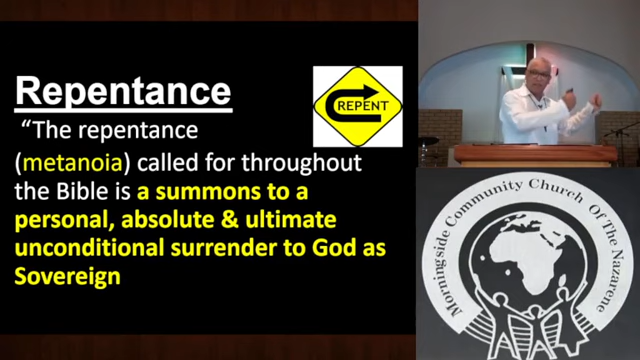 Repentance
REPENT
“The repentance
(metanoia) called for throughout
the Bible is a summons to a
personal, absolute & ultimate
unconditional surrender to God as
Sovereign
Morningside Community Church Of The Nazarene